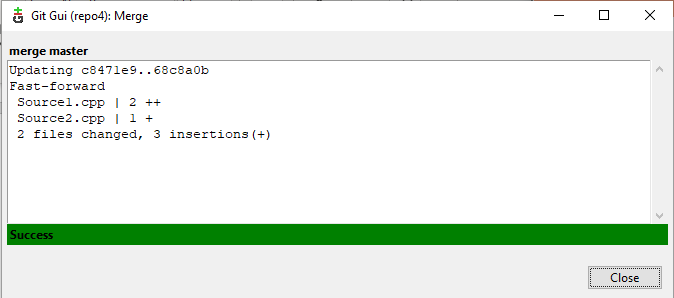 Git Gui (repo4): Merge
merge master
Updating c8471e9..68c8a0b
Fast-forward
Source1.cpp | 2 ++
Source2.cpp | 1 +
2 files changed, 3 insertions(+)
Success
Close